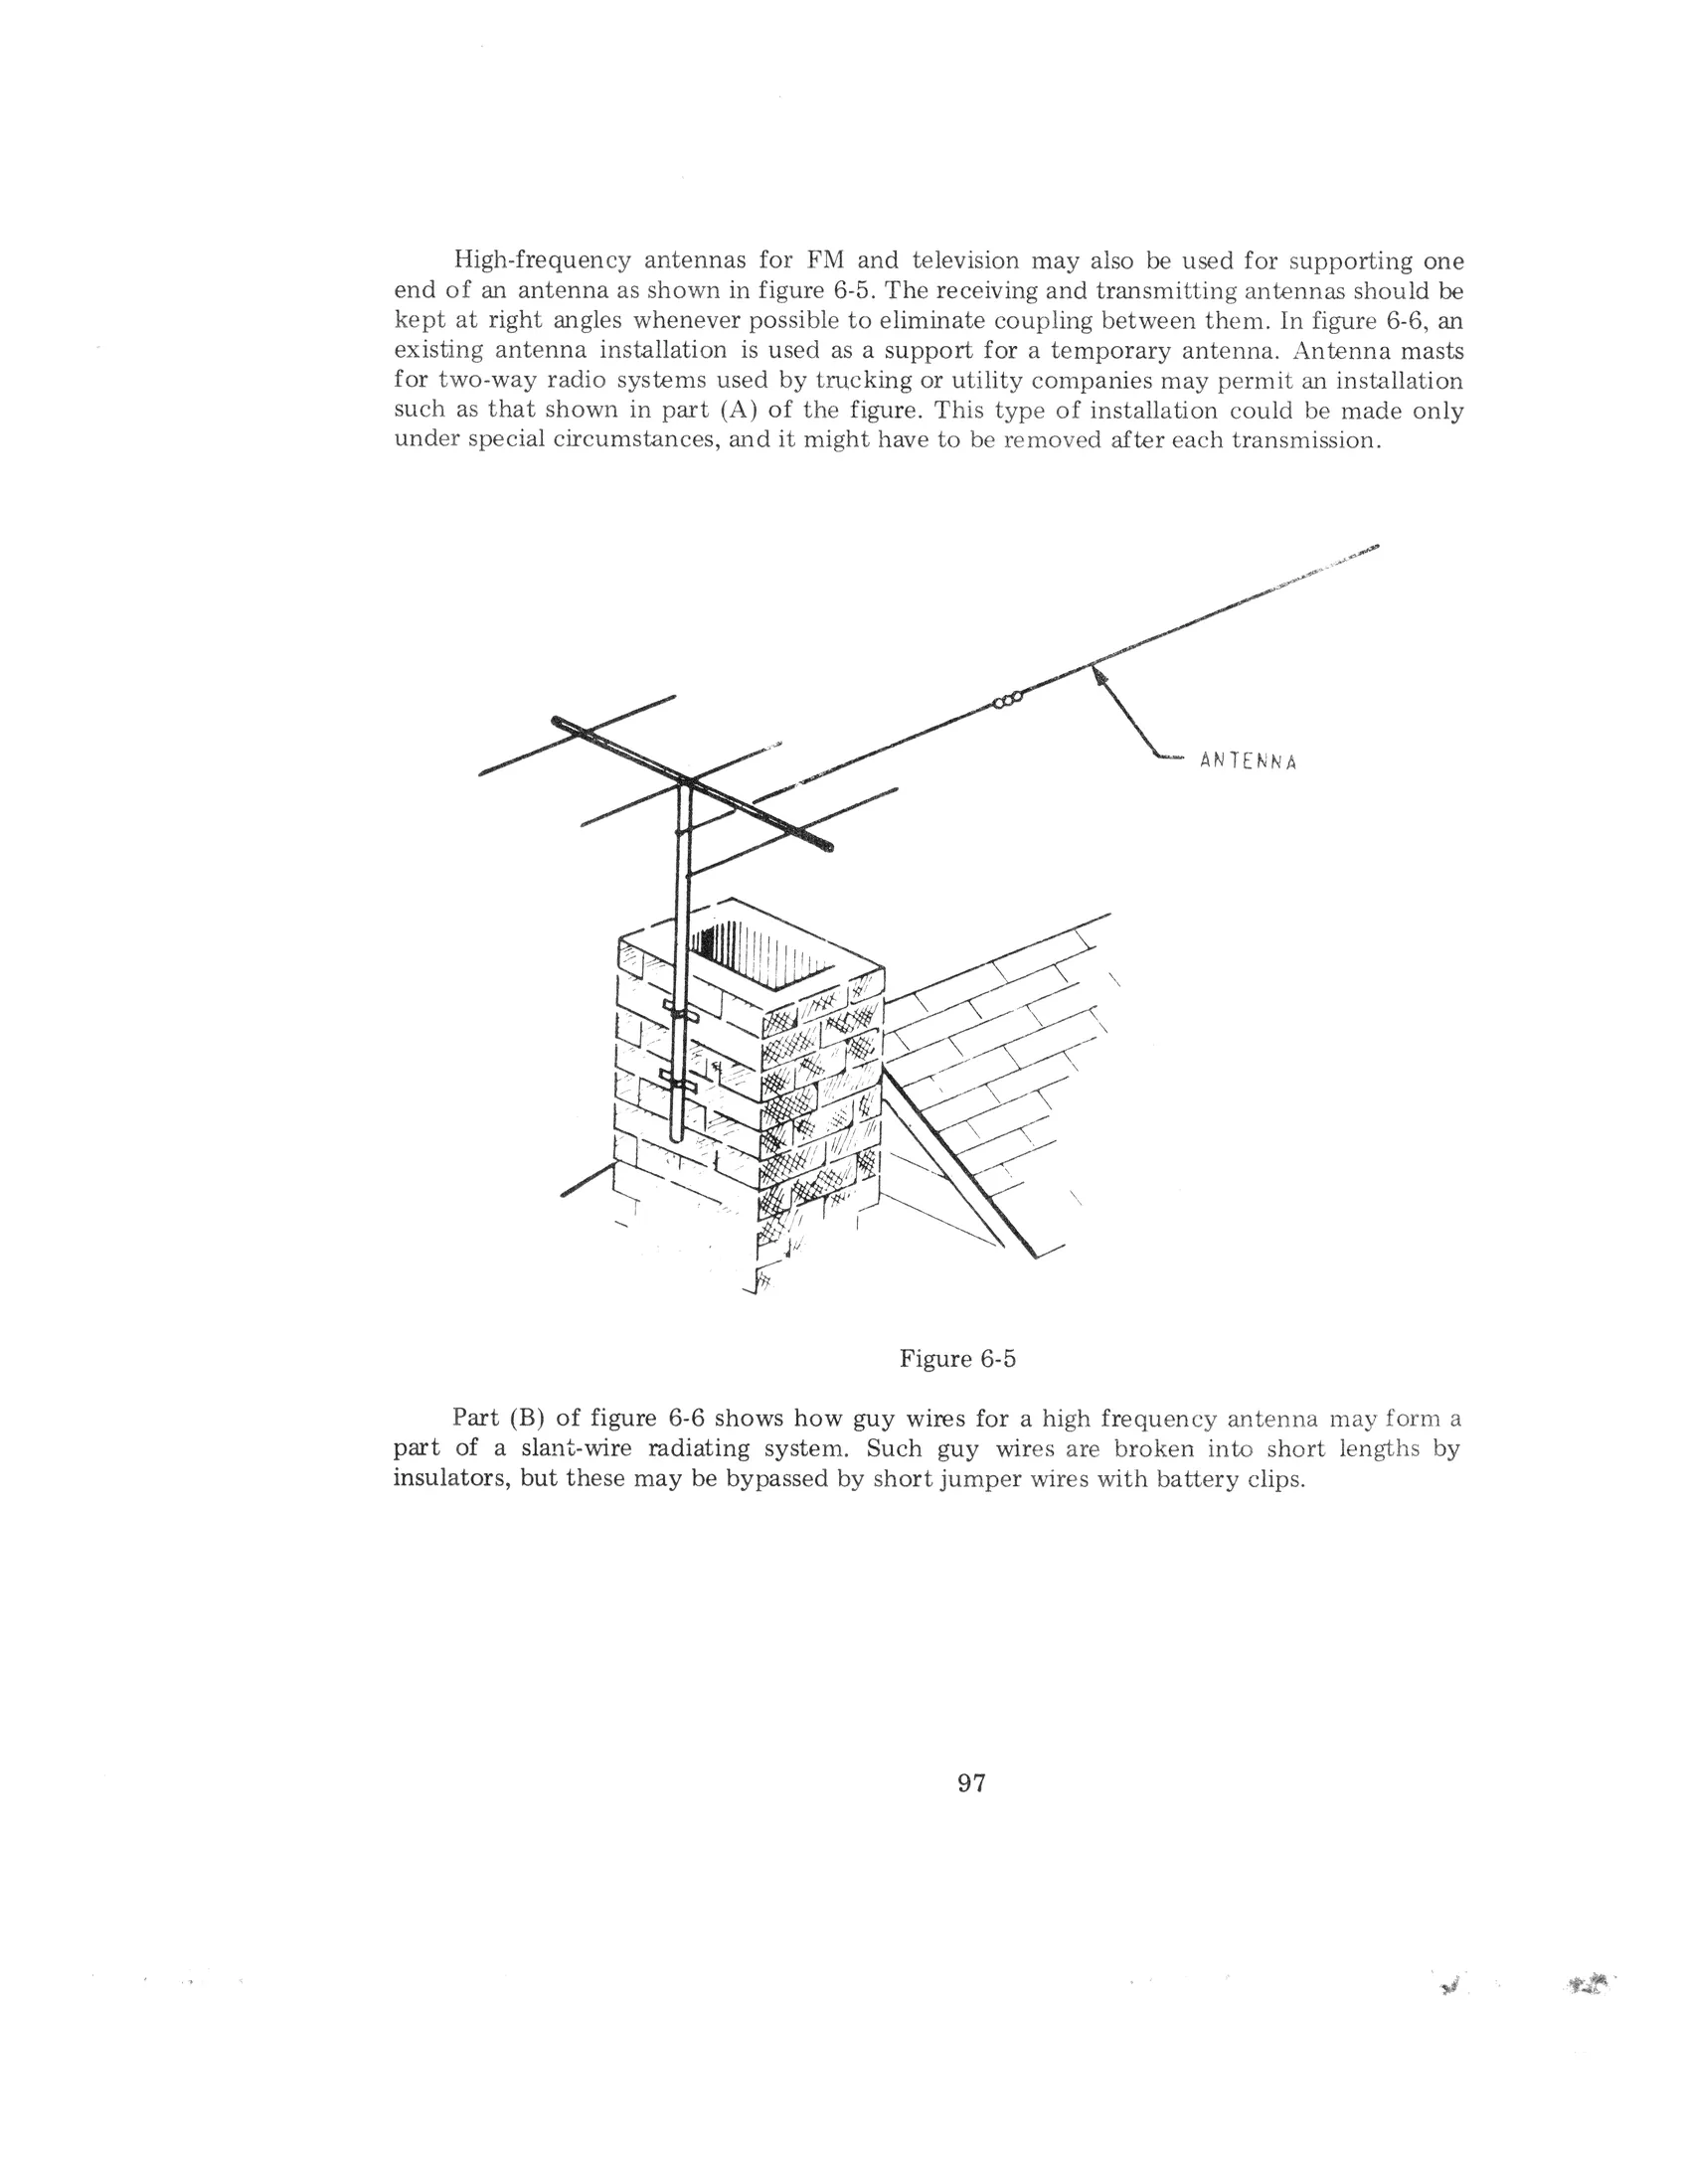 High-frequency antennas for FM and television may also be used for supporting one
end of an antenna as shown in figure 6-5. The receiving and transmitting antennas should be
kept at right angles whenever possible to eliminate coupling between them. In figure 6-6, an
existing antenna installation is used as a support for a temporary antenna. Antenna masts
for two-way radio systems used by trucking or utility companies may permit an installation
such as that shown in part (A) of the figure. This type of installation could be made only
under special circumstances, and it might have to be removed after each transmission.
ANTENNA
Figure 6-5
Part (B) of figure 6-6 shows how guy wires for a high frequency antenna may form a
part of a slant-wire radiating system. Such guy wires are broken into short lengths by
insulators, but these may be bypassed by short jumper wires with battery clips.
97